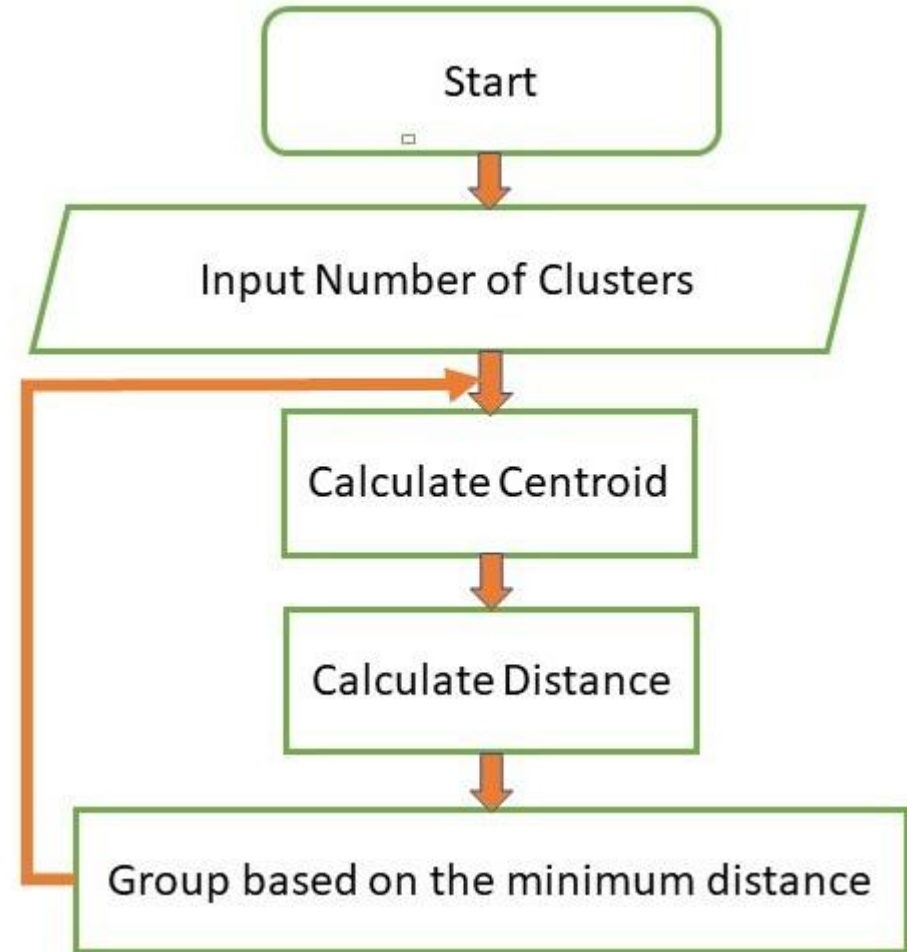 Start
Input Number of Clusters
Calculate Centroid
Calculate Distance
Group based on the minimum distance